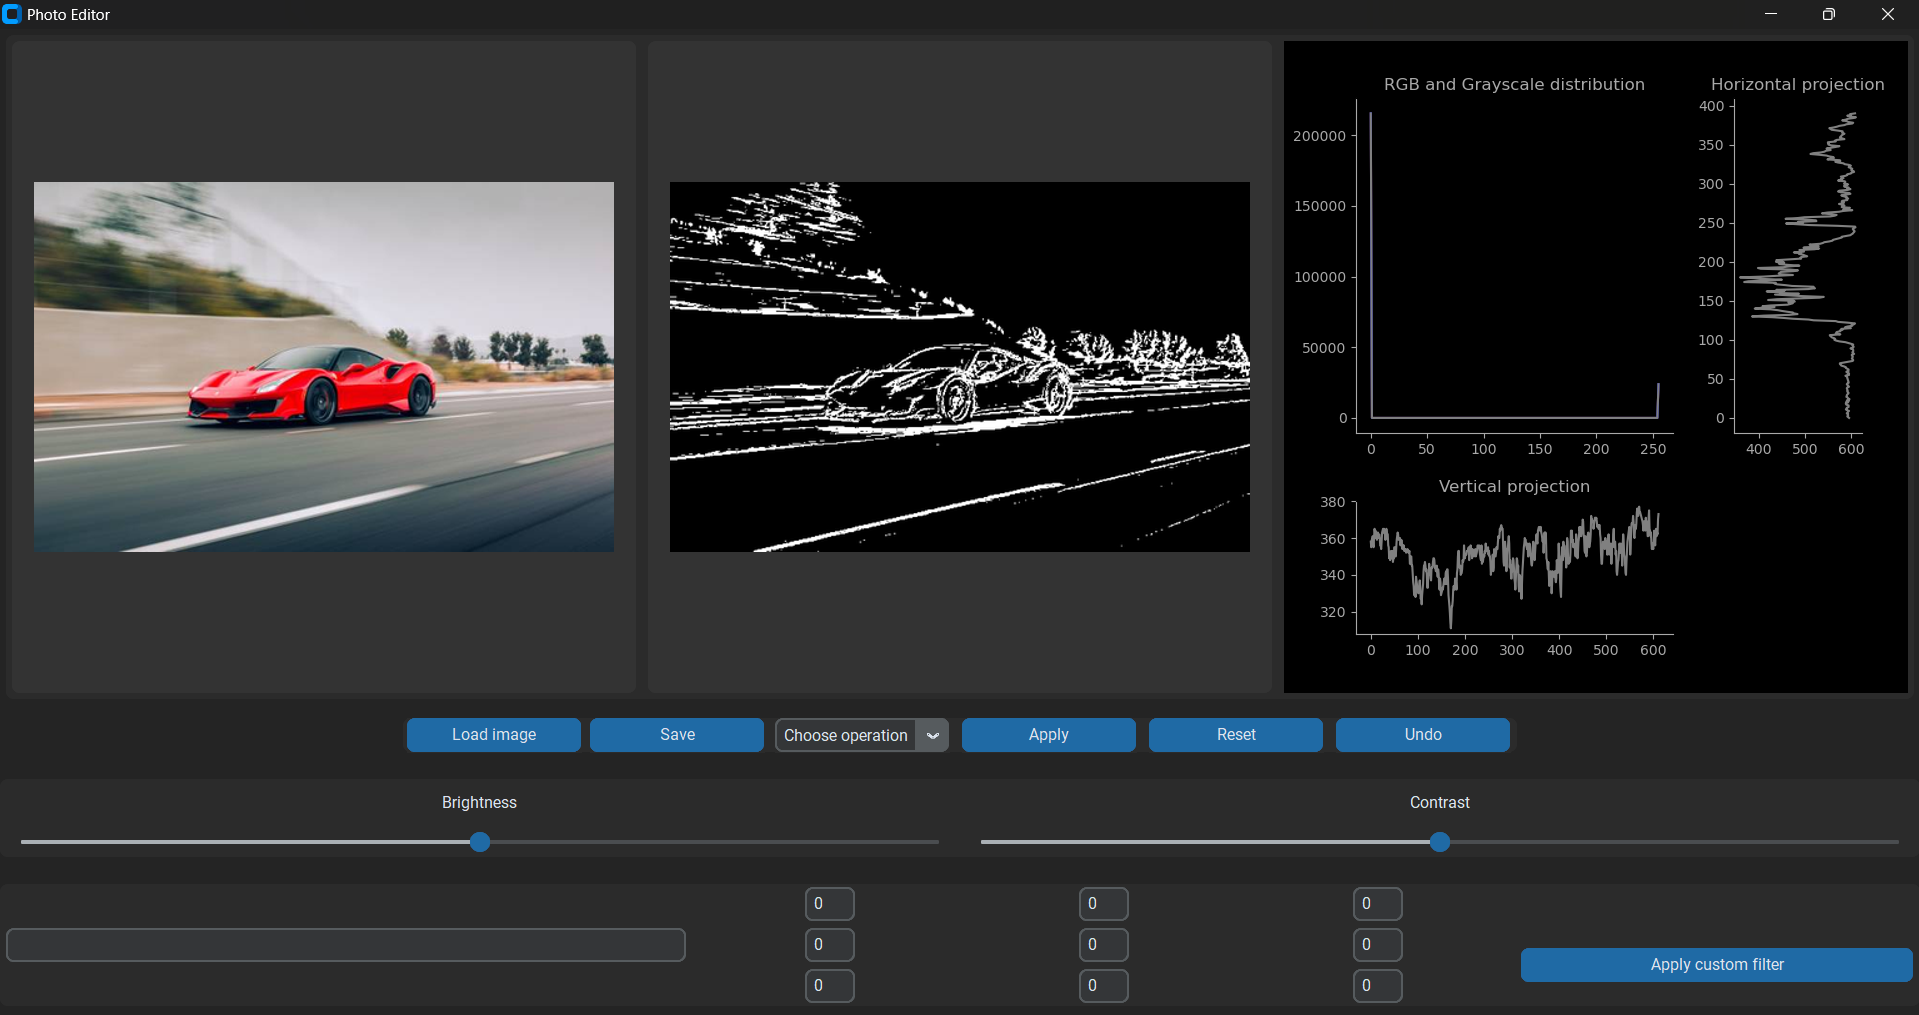 Photo Editor
RGB and Grayscale distribution
200000
150000
100000
50000
0
0 50 100 150 200 250
Horizontal projection
400
350
300
250
200
150
100
50
0
400 500 600
Vertical projection
380
360
340
320
0 100 200 300 400 500 600
Load image Save Choose operation Apply Reset Undo
Brightness Contrast
0 0 0
0 0 0
0 0 0
Apply custom filter